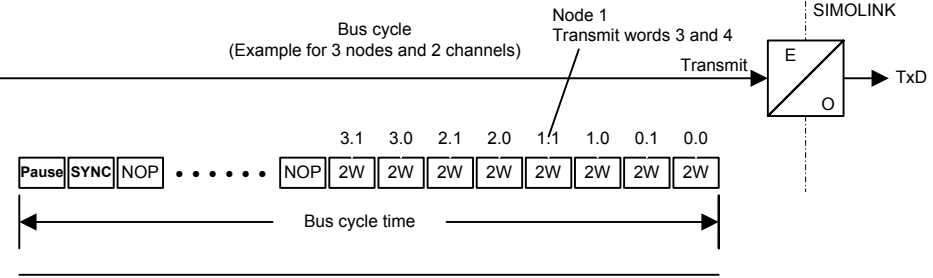 SIMOLINK
Node 1
Transmit words 3 and 4
Bus cycle
(Example for 3 nodes and 2 channels)
Transmit
E
O
TxD
3.1 3.0 2.1 2.0 1.1 1.0 0.1 0.0
Pause SYNC NOP NOP 2W 2W 2W 2W 2W 2W 2W 2W
Bus cycle time